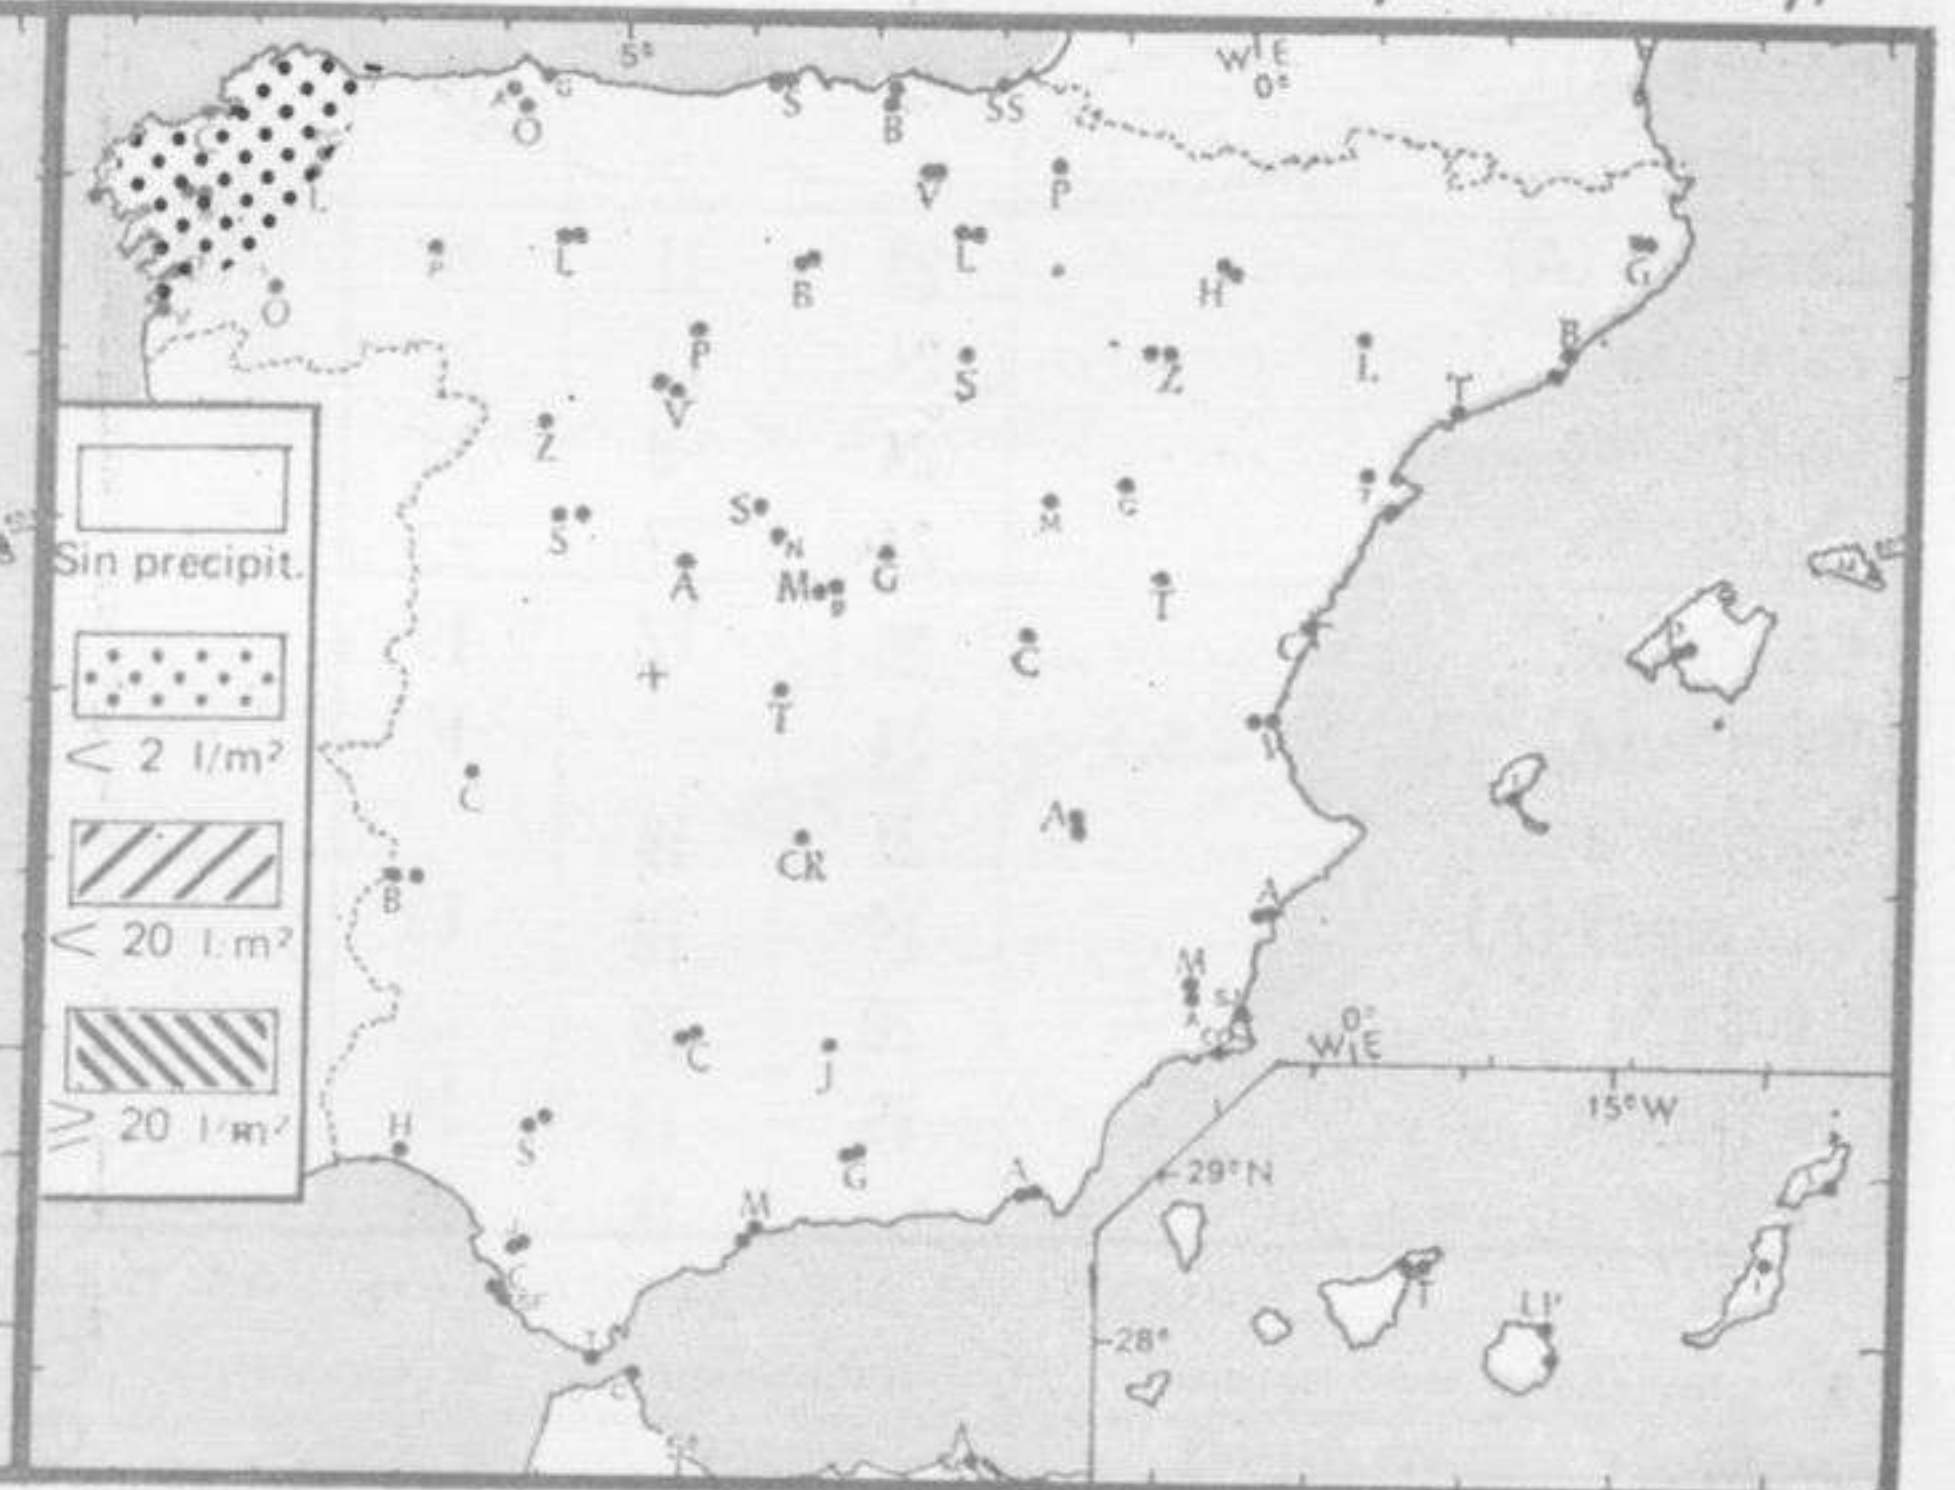 5°
W E
0°
A
G
O
S
B
SS
V
P
L
P
L
B
L
H
G
O
P
V
S
Z
L
B
T
Z
Sin precipit.
S
S
N
A
M
G
M
G
T
T
C
C
< 2 l/m²
T
C
CR
A
B
A
< 20 l/m²
M
A
C
0°
W E
C
J
≥ 20 l/m²
15° W
H
S
G
A
M
29° N
28°
T
LP
C